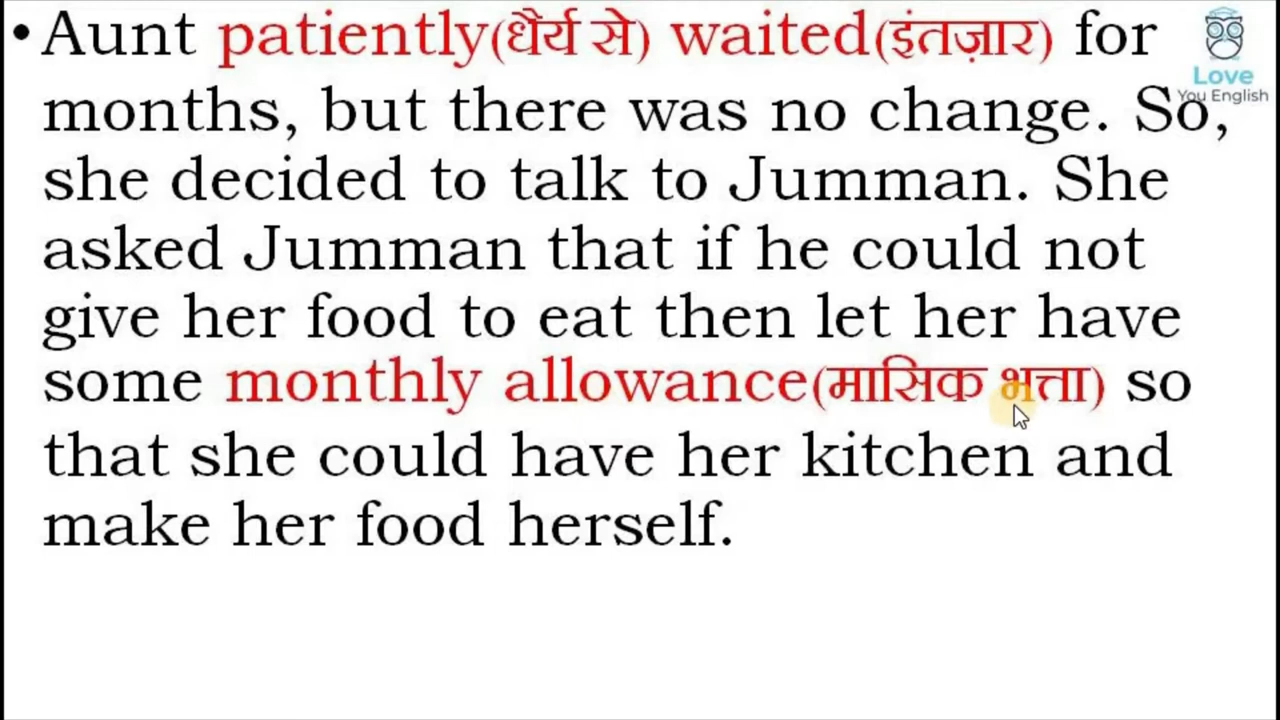 • Aunt patiently(धैर्य से) waited(इंतज़ार) for
months, but there was no change. So,
she decided to talk to Jumman. She
asked Jumman that if he could not
give her food to eat then let her have
some monthly allowance(मासिक भत्ता) so
that she could have her kitchen and
make her food herself.
Love
You English